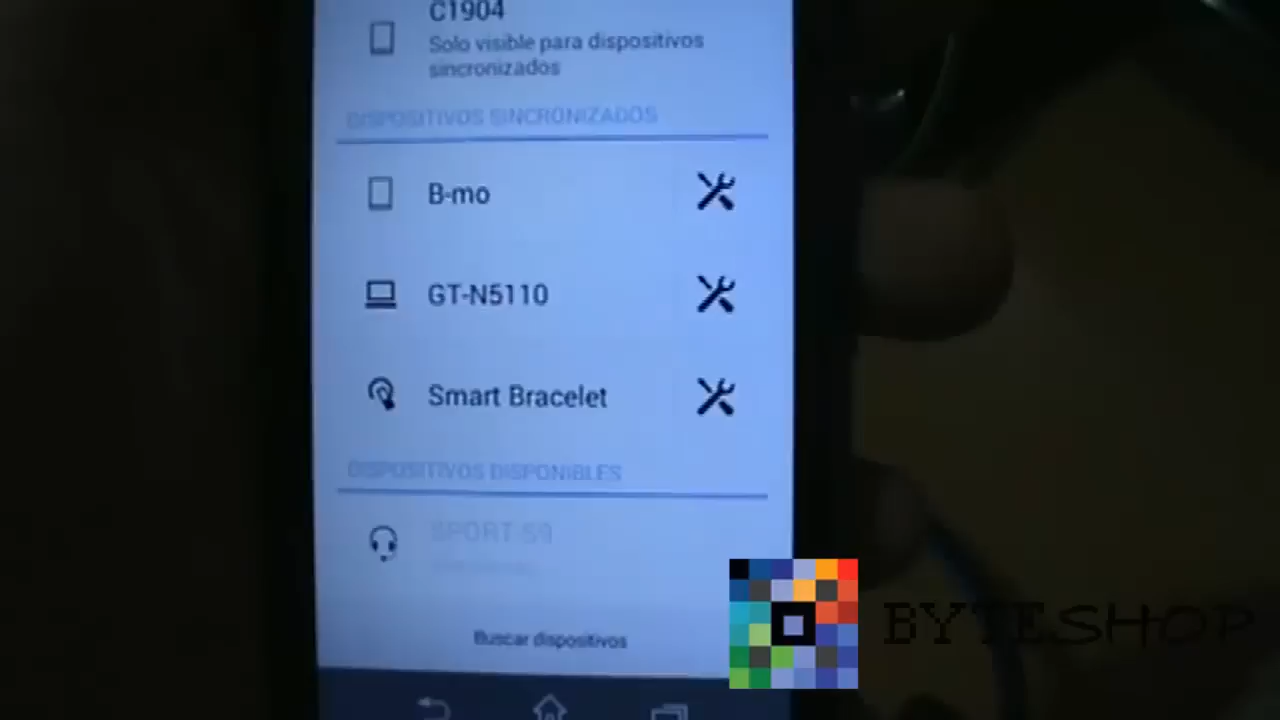 C1904
Solo visible para dispositivos
sincronizados
DISPOSITIVOS SINCRONIZADOS
B-mo
GT-N5110
Smart Bracelet
DISPOSITIVOS DISPONIBLES
SPORT-S9
Buscar dispositivos
BYTESHOP